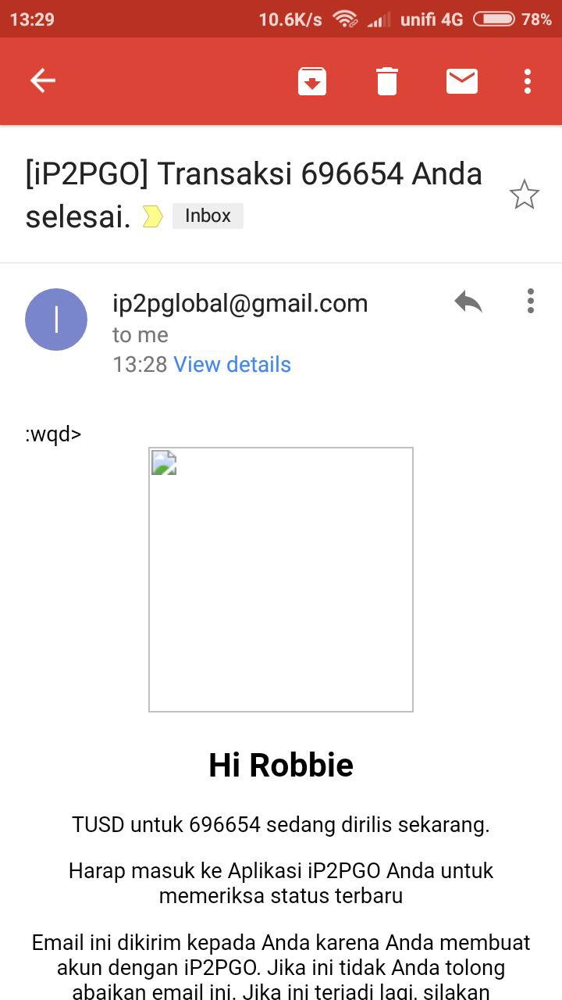 13:29 10.6K/s unifi 4G 78%
[iP2PGO] Transaksi 696654 Anda
selesai. Inbox
I
ip2pglobal@gmail.com
to me
13:28 View details
:wqd>
Hi Robbie
TUSD untuk 696654 sedang dirilis sekarang.
Harap masuk ke Aplikasi iP2PGO Anda untuk
memeriksa status terbaru
Email ini dikirim kepada Anda karena Anda membuat
akun dengan iP2PGO. Jika ini tidak Anda tolong
abaikan email ini. Jika ini terjadi lagi, silakan